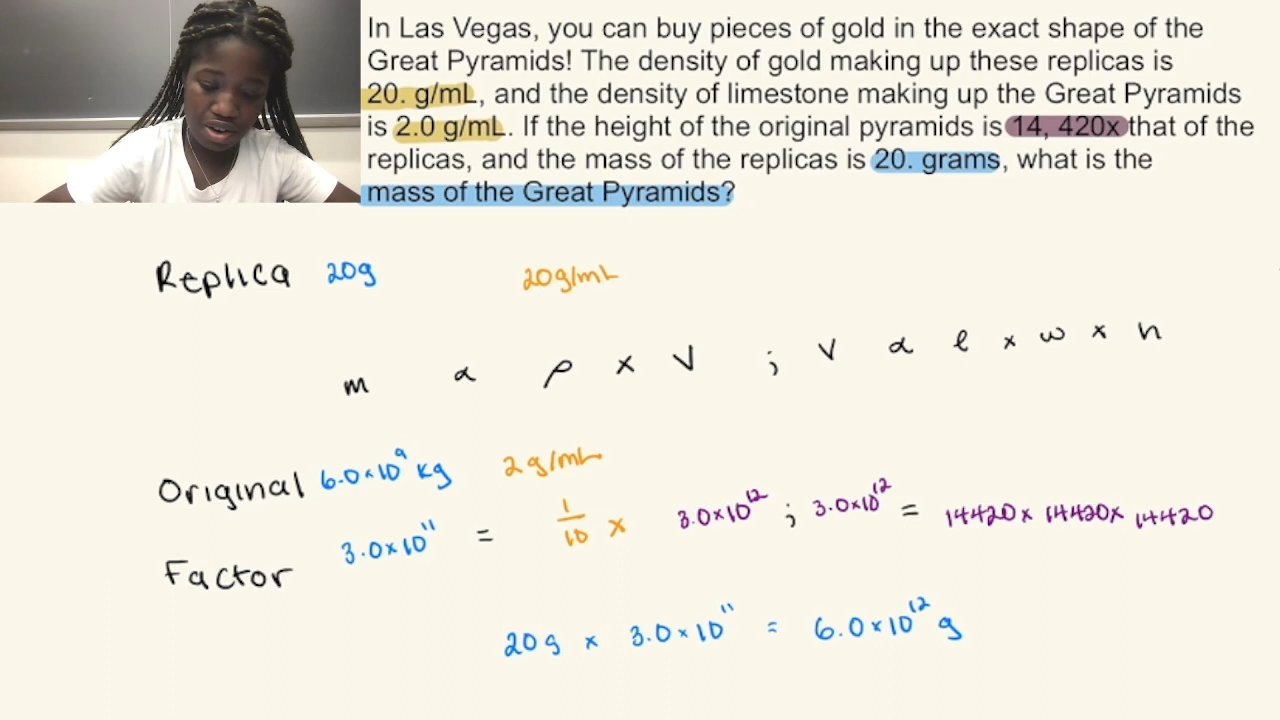 In Las Vegas, you can buy pieces of gold in the exact shape of the
Great Pyramids! The density of gold making up these replicas is
20. g/mL, and the density of limestone making up the Great Pyramids
is 2.0 g/mL. If the height of the original pyramids is 14, 420x that of the
replicas, and the mass of the replicas is 20. grams, what is the
mass of the Great Pyramids?
Replica 20g 20g/mL
m α ρ x V ; V α l x w x h
Original 6.0x10⁹ kg 2g/mL
Factor 3.0x10¹¹ = 1/10 x 3.0x10¹² ; 3.0x10¹² = 14420x 14420x 14420
20g x 3.0x10¹¹ = 6.0x10¹² g